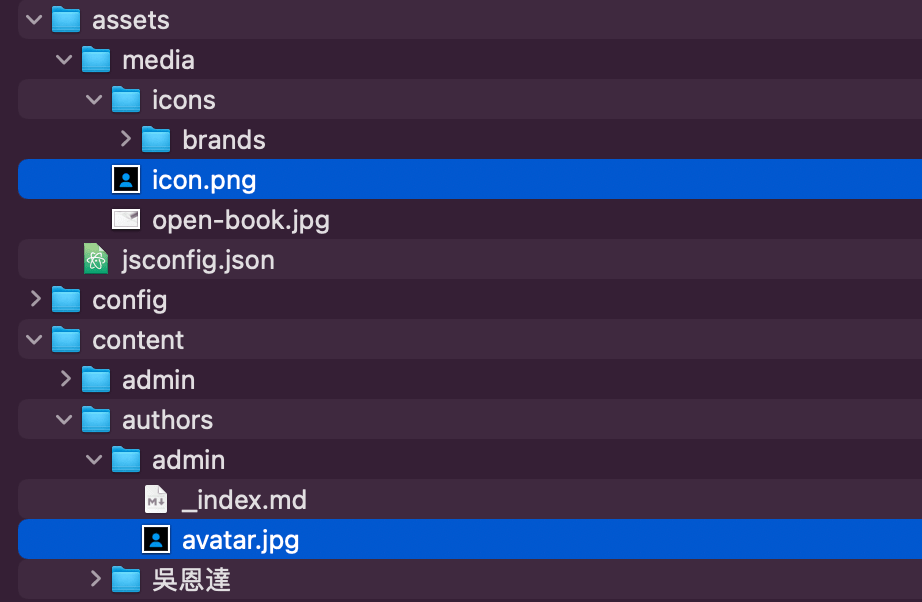 assets
media
icons
brands
icon.png
open-book.jpg
jsconfig.json
config
content
admin
authors
admin
_index.md
avatar.jpg
吳恩達